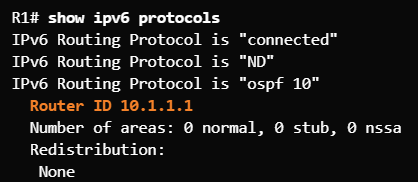 R1# show ipv6 protocols
IPv6 Routing Protocol is "connected"
IPv6 Routing Protocol is "ND"
IPv6 Routing Protocol is "ospf 10"
Router ID 10.1.1.1
Number of areas: 0 normal, 0 stub, 0 nssa
Redistribution:
None